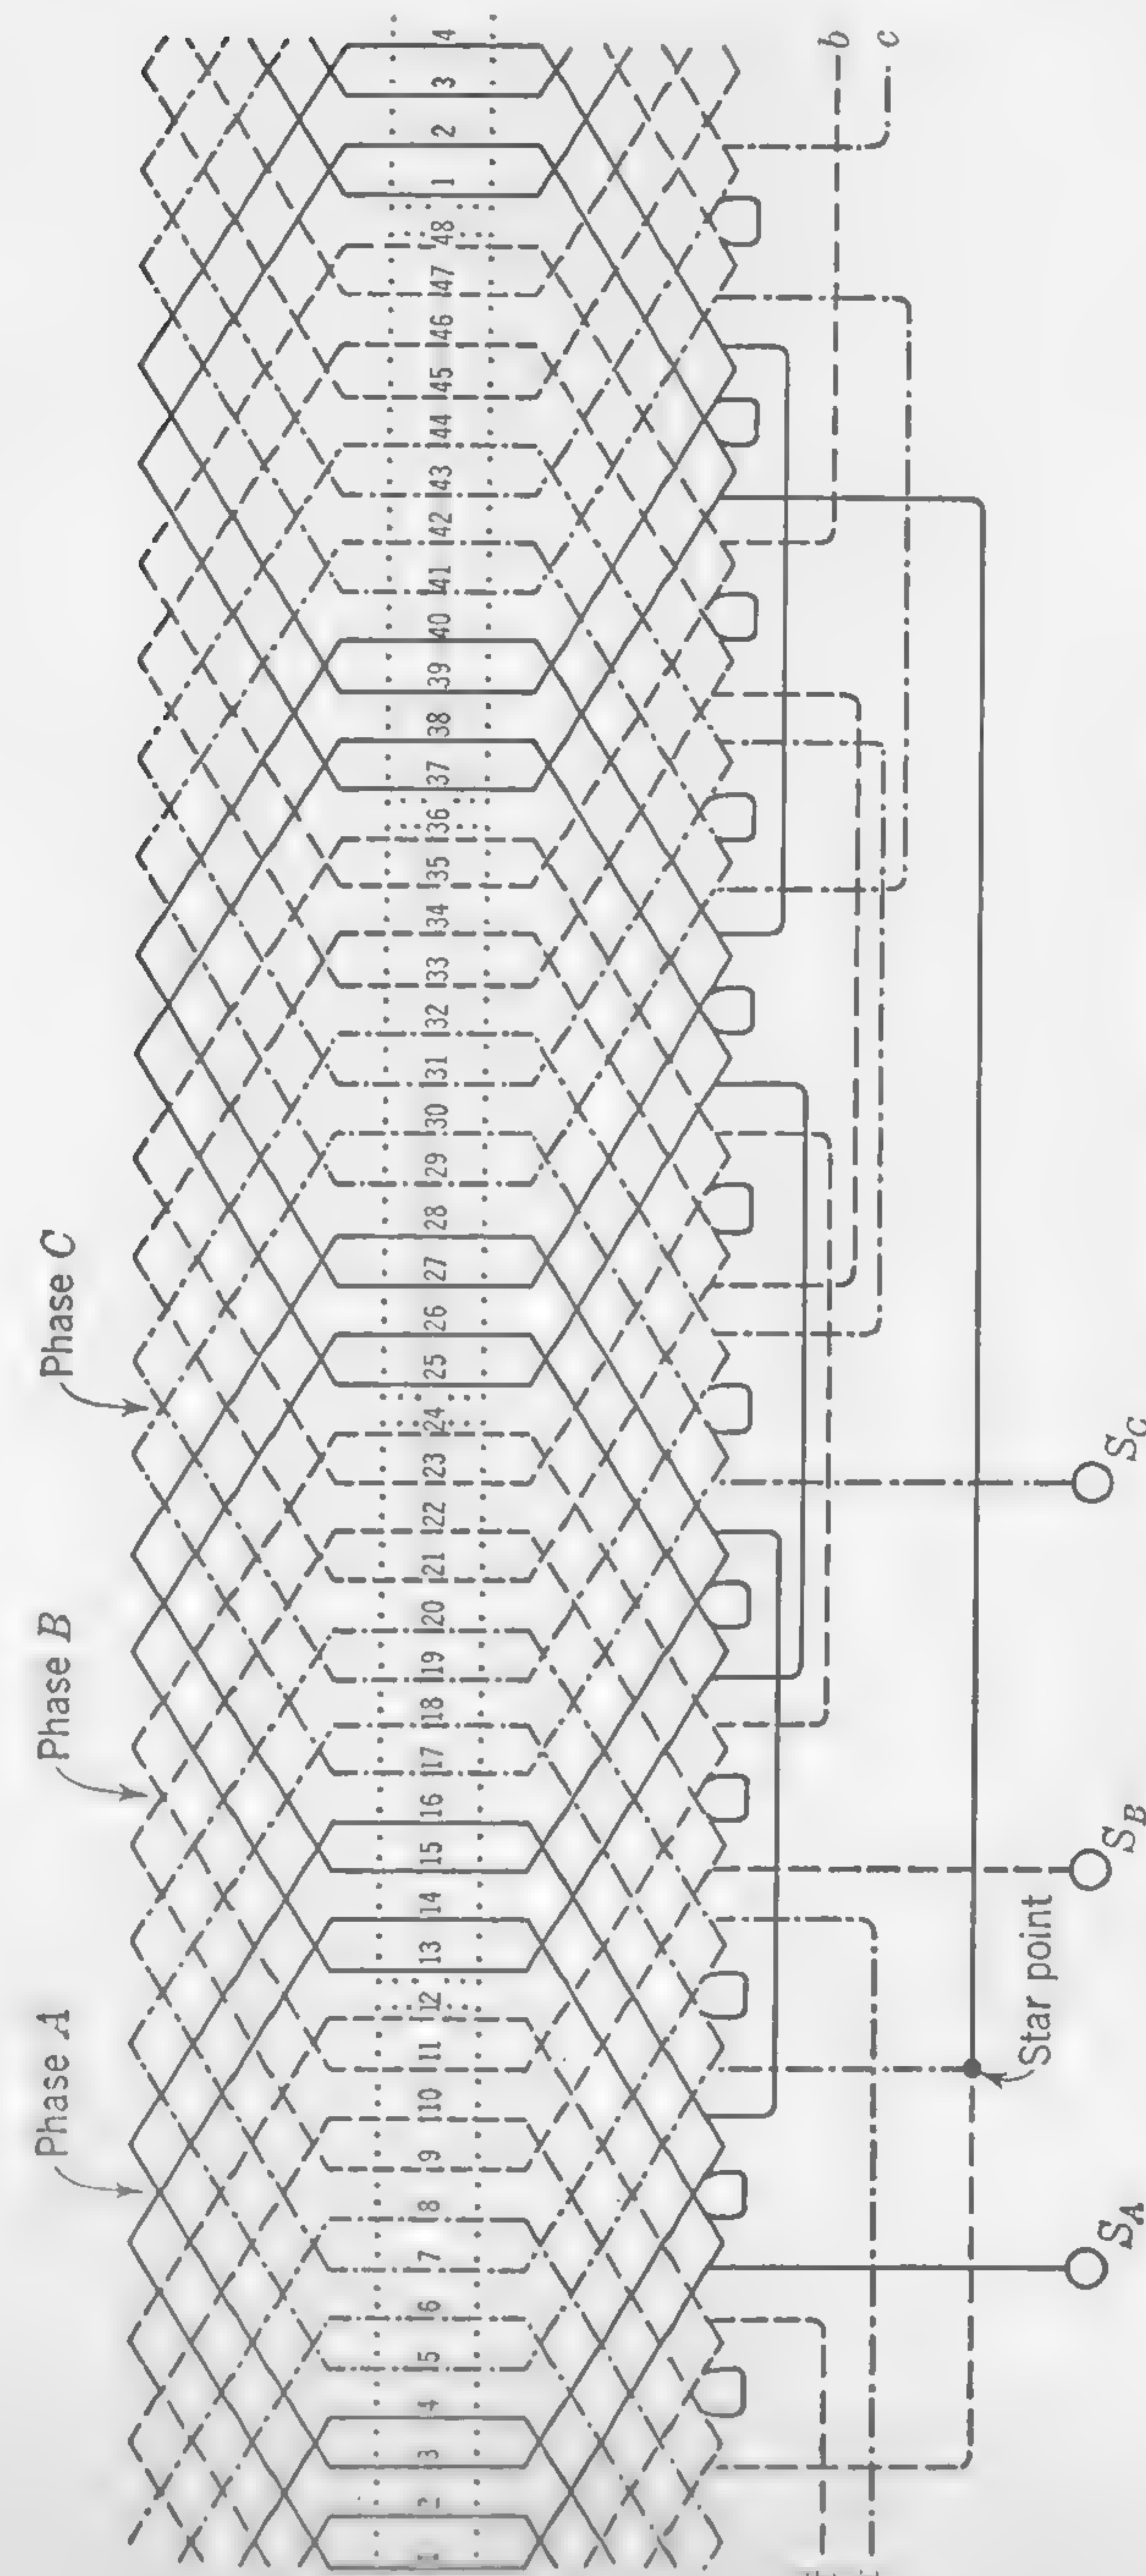 Phase A
Phase B
Phase C
1 2 3 4 5 6 7 8 9 10 11 12 13 14 15 16 17 18 19 20 21 22 23 24 25 26 27 28 29 30 31 32 33 34 35 36 37 38 39 40 41 42 43 44 45 46 47 48 1 2 3 4
b
c
Star point
S_A
S_B
S_C